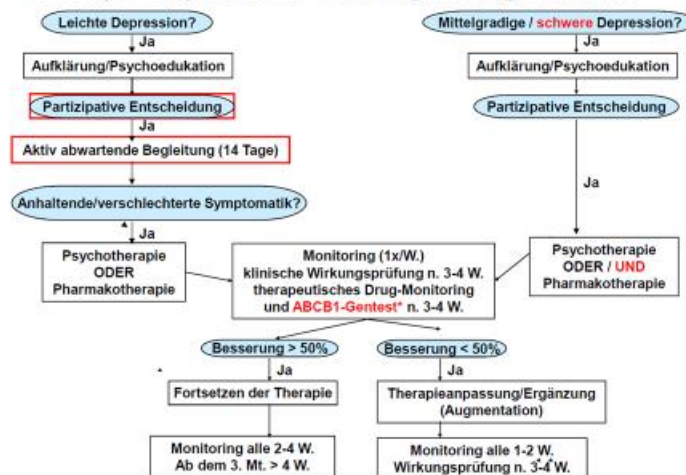 Leichte Depression?
Ja
Aufklärung/Psychoedukation
Partizipative Entscheidung
Ja
Aktiv abwartende Begleitung (14 Tage)
Anhaltende/verschlechterte Symptomatik?
Ja
Psychotherapie
ODER
Pharmakotherapie
Mittelgradige / schwere Depression?
Ja
Aufklärung/Psychoedukation
Partizipative Entscheidung
Ja
Psychotherapie
ODER / UND
Pharmakotherapie
Monitoring (1x/W.)
klinische Wirkungsprüfung n. 3-4 W.
therapeutisches Drug-Monitoring
und ABCB1-Gentest* n. 3-4 W.
Besserung > 50%
Ja
Fortsetzen der Therapie
Monitoring alle 2-4 W.
Ab dem 3. Mt. > 4 W.
Besserung < 50%
Ja
Therapieanpassung/Ergänzung
(Augmentation)
Monitoring alle 1-2 W.
Wirkungsprüfung n. 3-4 W.